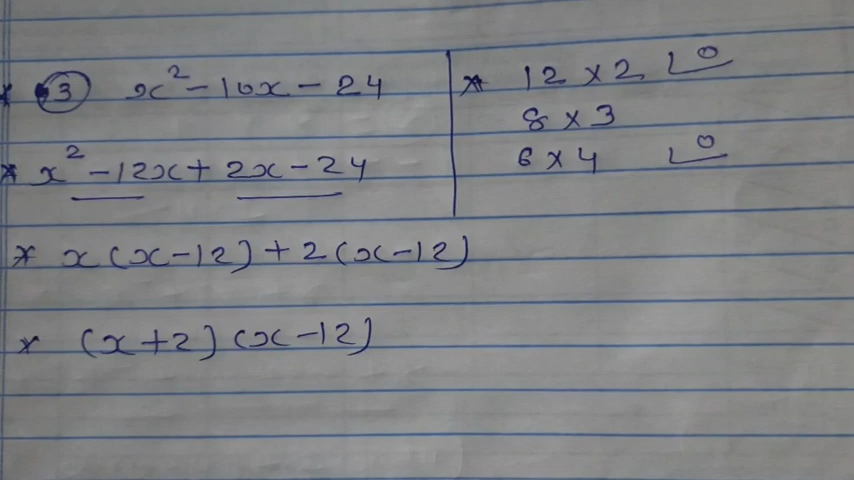 * 3 x² - 10x - 24
* x² - 12x + 2x - 24
* x(x-12) + 2(x-12)
* (x+2)(x-12)
* 12 x 2
8 x 3
6 x 4